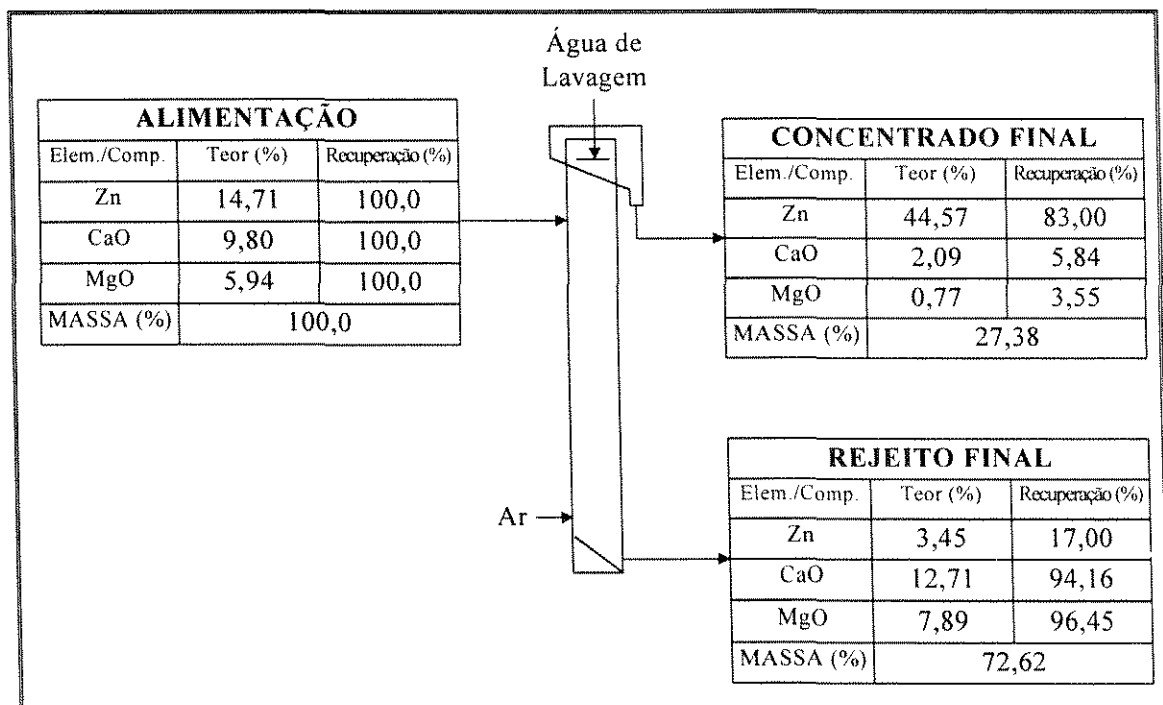 Água de
Lavagem
ALIMENTAÇÃO
Elem./Comp. Teor (%) Recuperação (%)
Zn 14,71 100,0
CaO 9,80 100,0
MgO 5,94 100,0
MASSA (%) 100,0
CONCENTRADO FINAL
Elem./Comp. Teor (%) Recuperação (%)
Zn 44,57 83,00
CaO 2,09 5,84
MgO 0,77 3,55
MASSA (%) 27,38
Ar
REJEITO FINAL
Elem./Comp. Teor (%) Recuperação (%)
Zn 3,45 17,00
CaO 12,71 94,16
MgO 7,89 96,45
MASSA (%) 72,62